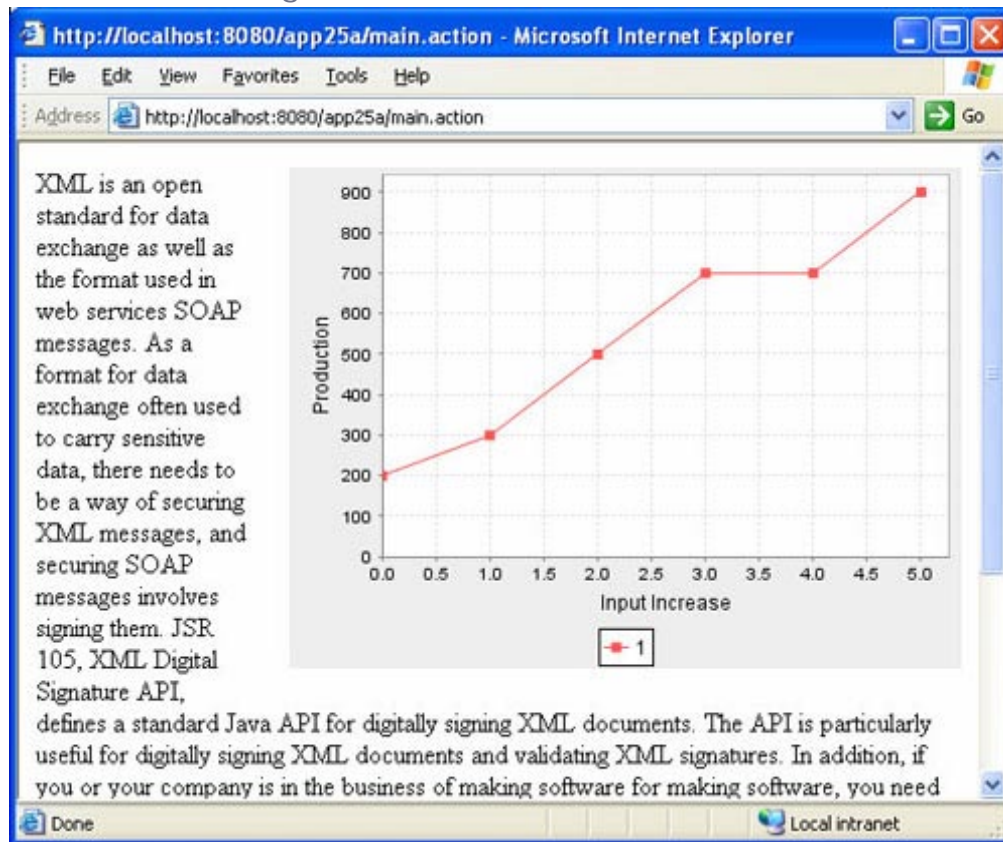 http://localhost:8080/app25a/main.action - Microsoft Internet Explorer
File Edit View Favorites Tools Help
Address http://localhost:8080/app25a/main.action Go
XML is an open
standard for data
exchange as well as
the format used in
web services SOAP
messages. As a
format for data
exchange often used
to carry sensitive
data, there needs to
be a way of securing
XML messages, and
securing SOAP
messages involves
signing them. JSR
105, XML Digital
Signature API,
defines a standard Java API for digitally signing XML documents. The API is particularly
useful for digitally signing XML documents and validating XML signatures. In addition, if
you or your company is in the business of making software for making software, you need
Production
900
800
700
600
500
400
300
200
100
0
0.0 0.5 1.0 1.5 2.0 2.5 3.0 3.5 4.0 4.5 5.0
Input Increase
1
Done Local intranet